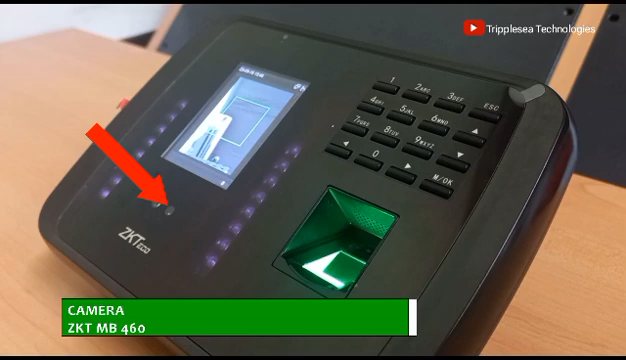 Tripplesea Technologies
1 2ABC 3DEF ESC
4GHI 5JKL 6MNO
7PQRS 8TUV 9WXYZ
0 M/OK
ZKTeco
CAMERA
ZKT MB 460